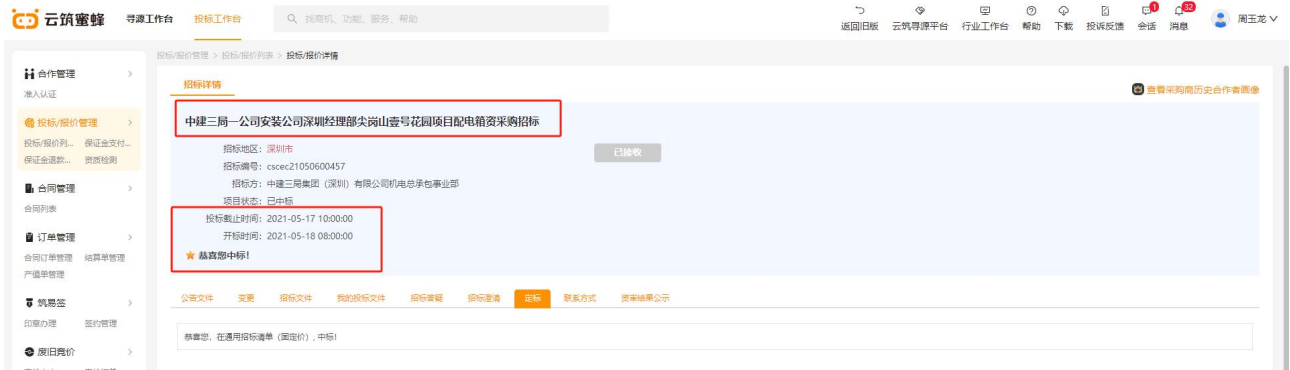 云筑蜜蜂 寻源工作台 投标工作台 找商机、功能、服务、帮助 返回旧版 云筑寻源平台 行业工作台 帮助 下载 投诉反馈 会话 1 消息 32 周玉龙
投标/报价管理 > 投标/报价列表 > 投标/报价详情
合作管理
准入认证
投标/报价管理
投标/报价列... 保证金支付...
保证金退款... 资质检测
合同管理
合同列表
订单管理
合同订单管理 结算单管理
产值单管理
筑易签
印章办理 签约管理
废旧竞价
招标详情
查看采购商历史合作者画像
中建三局一公司安装公司深圳经理部尖岗山壹号花园项目配电箱资采购招标
招标地区：深圳市
已接收
招标编号：cscec21050600457
招标方：中建三局集团（深圳）有限公司机电总承包事业部
项目状态：已中标
投标截止时间：2021-05-17 10:00:00
开标时间：2021-05-18 08:00:00
恭喜您中标！
公告文件 变更 招标文件 我的投标文件 招标答疑 招标澄清 定标 联系方式 资审结果公示
恭喜您，在通用招标清单（固定价）, 中标！